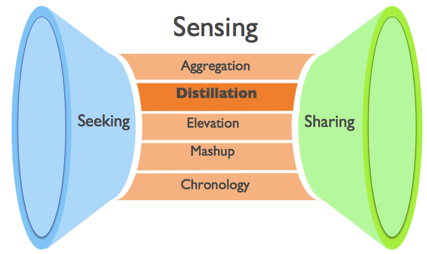 Sensing
Aggregation
Distillation
Seeking
Elevation
Sharing
Mashup
Chronology